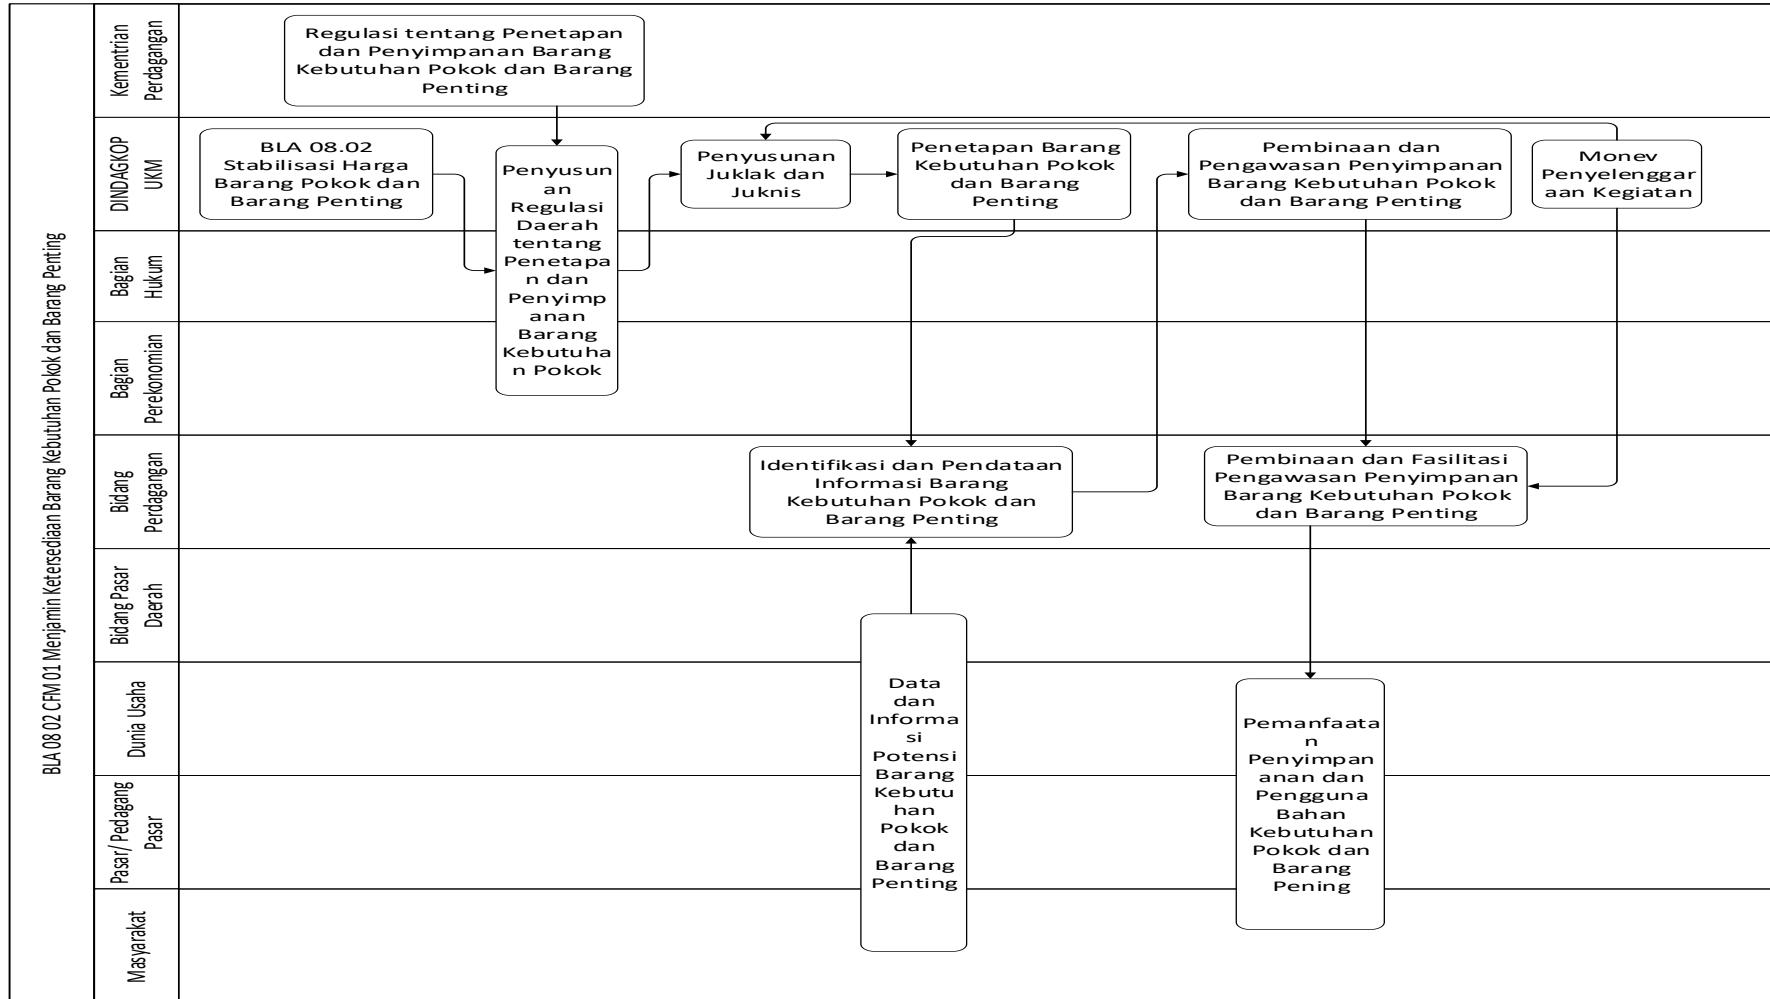 BLA 08 02 CFM 01 Menjamin Ketersediaan Barang Kebutuhan Pokok dan Barang Penting
Kementrian
Perdagangan
Regulasi tentang Penetapan
dan Penyimpanan Barang
Kebutuhan Pokok dan Barang
Penting
DINDAGKOP
UKM
BLA 08.02
Stabilisasi Harga
Barang Pokok dan
Barang Penting
Penyusun
an
Regulasi
Daerah
tentang
Penetapa
n dan
Penyimp
anan
Barang
Kebutuha
n Pokok
Penyusunan
Juklak dan
Juknis
Penetapan Barang
Kebutuhan Pokok
dan Barang
Penting
Pembinaan dan
Pengawasan Penyimpanan
Barang Kebutuhan Pokok
dan Barang Penting
Monev
Penyelenggar
aan Kegiatan
Bagian
Hukum
Bagian
Perekonomian
Bidang
Perdagangan
Identifikasi dan Pendataan
Informasi Barang
Kebutuhan Pokok dan
Barang Penting
Pembinaan dan Fasilitasi
Pengawasan Penyimpanan
Barang Kebutuhan Pokok
dan Barang Penting
Bidang Pasar
Daerah
Data
dan
Informa
si
Potensi
Barang
Kebutu
han
Pokok
dan
Barang
Penting
Dunia Usaha
Pemanfaata
n
Penyimpan
anan dan
Pengguna
Bahan
Kebutuhan
Pokok dan
Barang
Pening
Pasar/ Pedagang
Pasar
Masyarakat